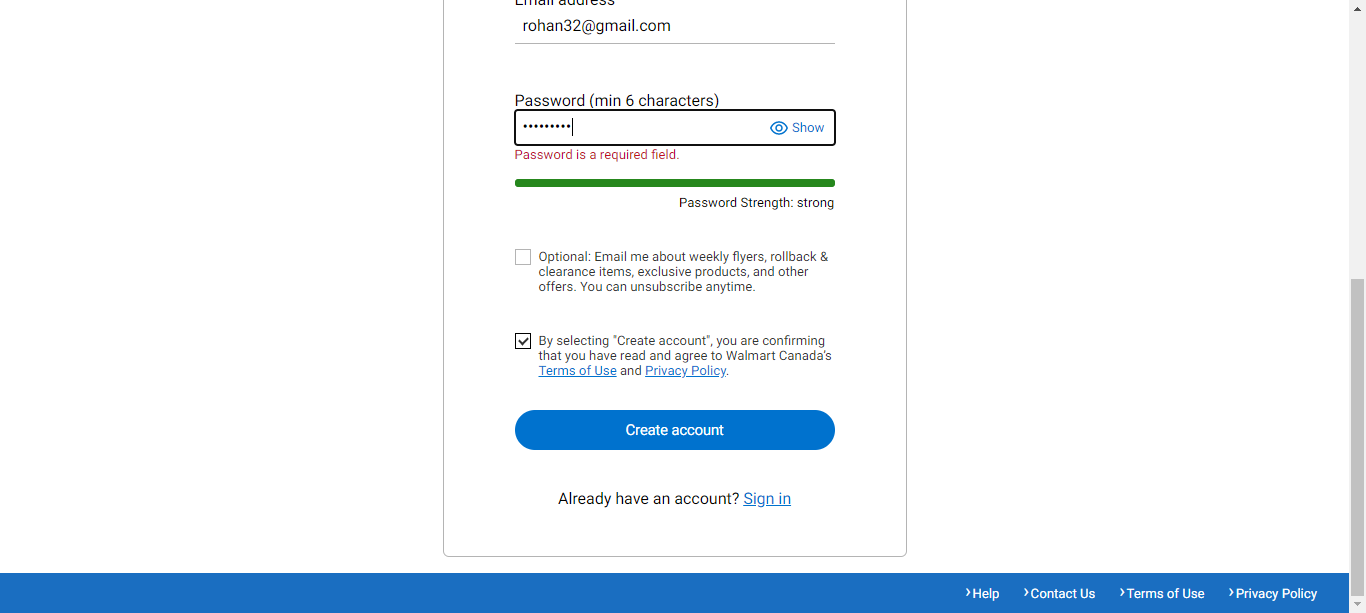 Email address
rohan32@gmail.com
Password (min 6 characters)
•••••••••
Show
Password is a required field.
Password Strength: strong
Optional: Email me about weekly flyers, rollback &
clearance items, exclusive products, and other
offers. You can unsubscribe anytime.
By selecting "Create account", you are confirming
that you have read and agree to Walmart Canada's
Terms of Use and Privacy Policy.
Create account
Already have an account? Sign in
› Help › Contact Us › Terms of Use › Privacy Policy